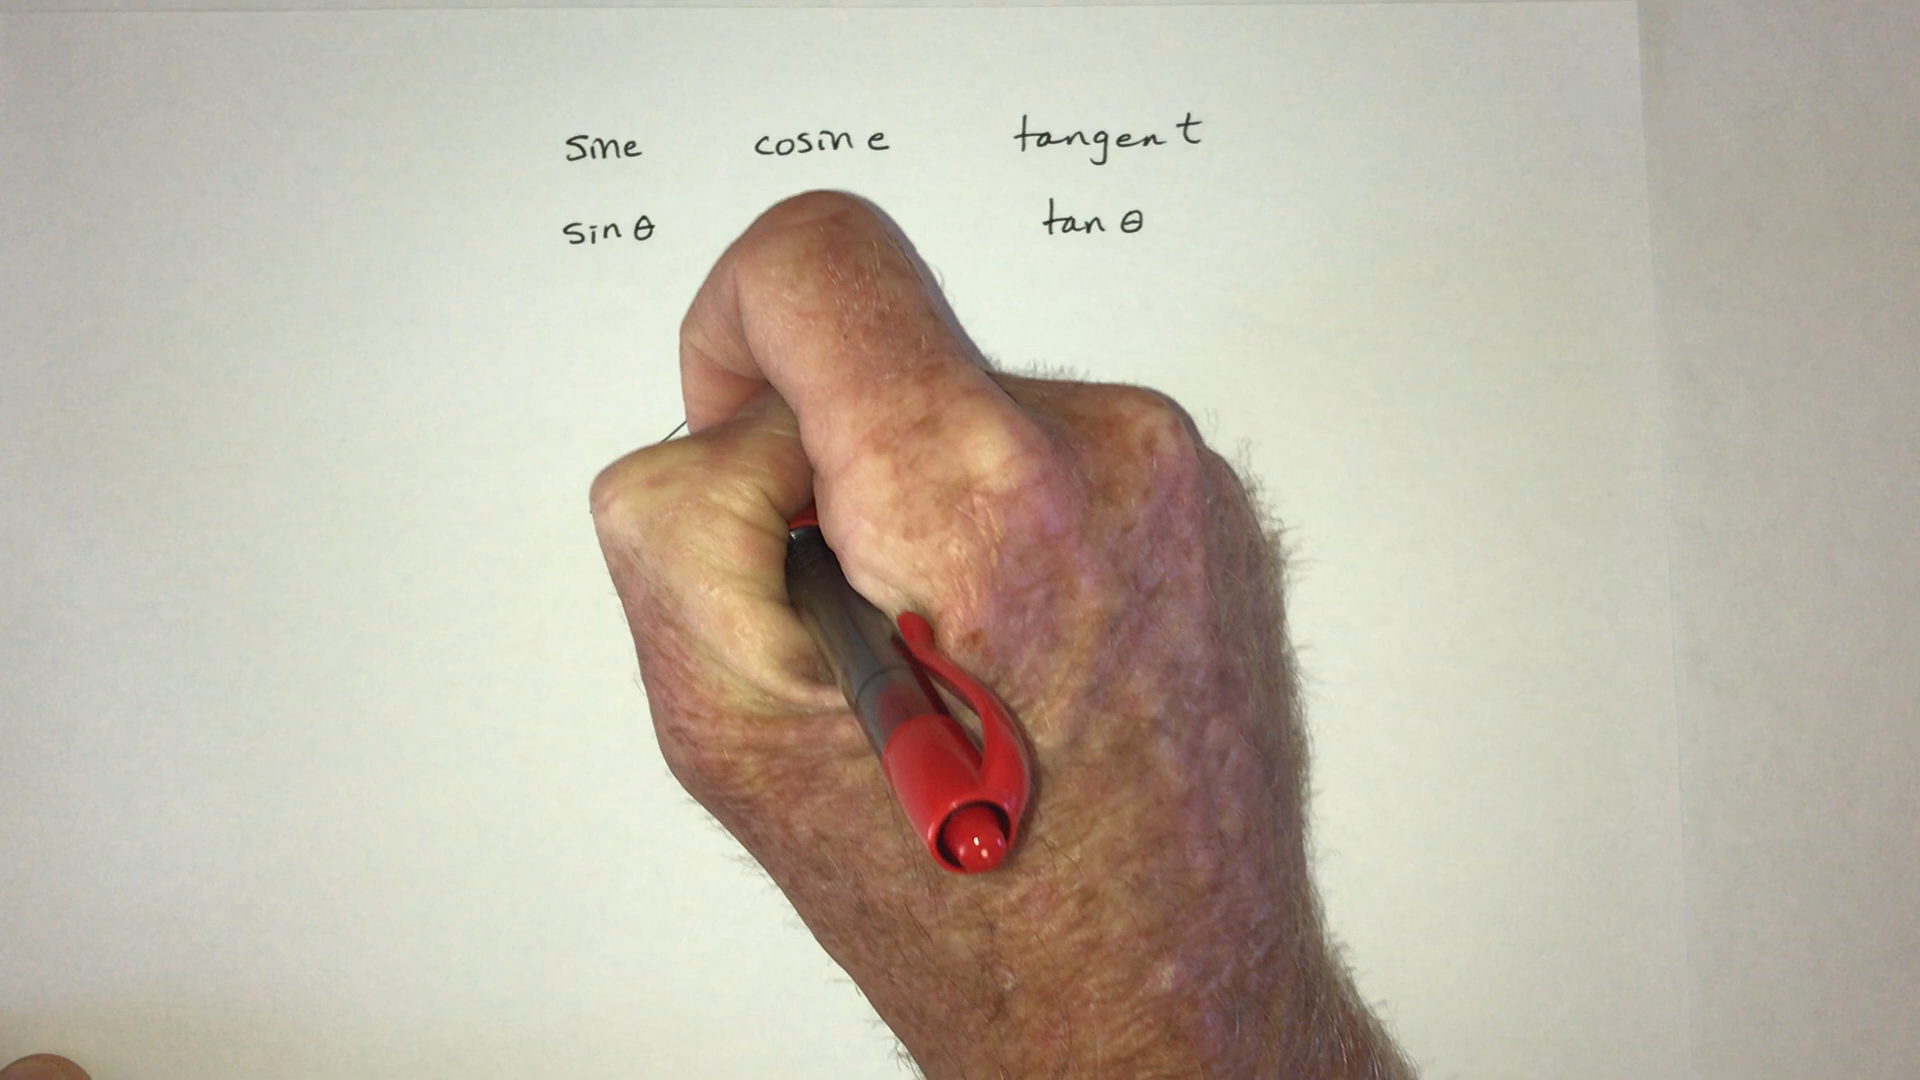 sine cosine tangent
sin θ tan θ